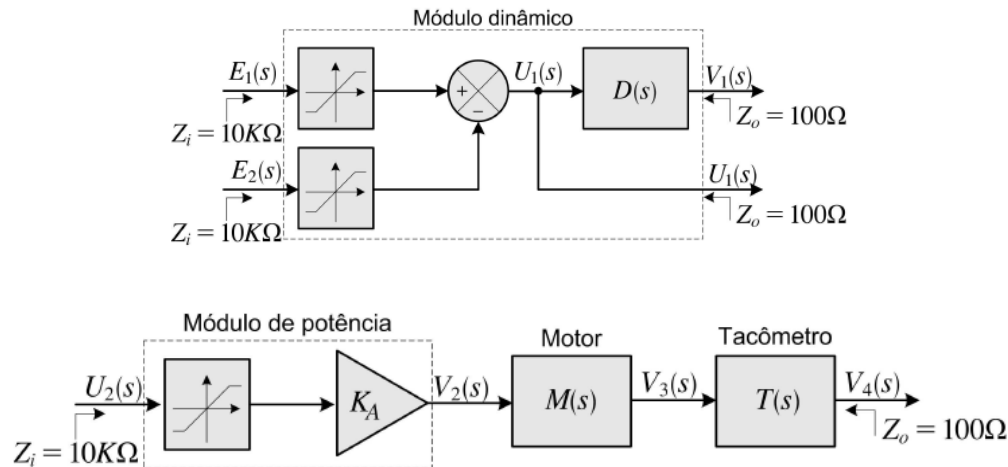 Módulo dinâmico
E₁(s)
U₁(s)
V₁(s)
+
−
D(s)
Zᵢ = 10KΩ
Zₒ = 100Ω
E₂(s)
U₁(s)
Zᵢ = 10KΩ
Zₒ = 100Ω
Módulo de potência
Motor
Tacômetro
U₂(s)
K_A
V₂(s)
M(s)
V₃(s)
T(s)
V₄(s)
Zᵢ = 10KΩ
Zₒ = 100Ω